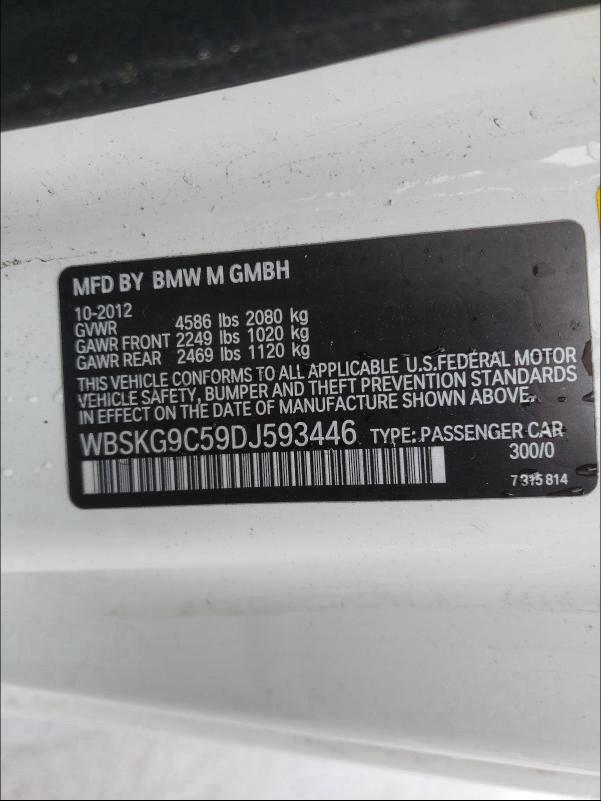 MFD BY BMW M GMBH
10-2012
GVWR 4586 lbs 2080 kg
GAWR FRONT 2249 lbs 1020 kg
GAWR REAR 2469 lbs 1120 kg
THIS VEHICLE CONFORMS TO ALL APPLICABLE U.S.FEDERAL MOTOR
VEHICLE SAFETY, BUMPER AND THEFT PREVENTION STANDARDS
IN EFFECT ON THE DATE OF MANUFACTURE SHOWN ABOVE.
WBSKG9C59DJ593446 TYPE: PASSENGER CAR
300/0
7 315 814